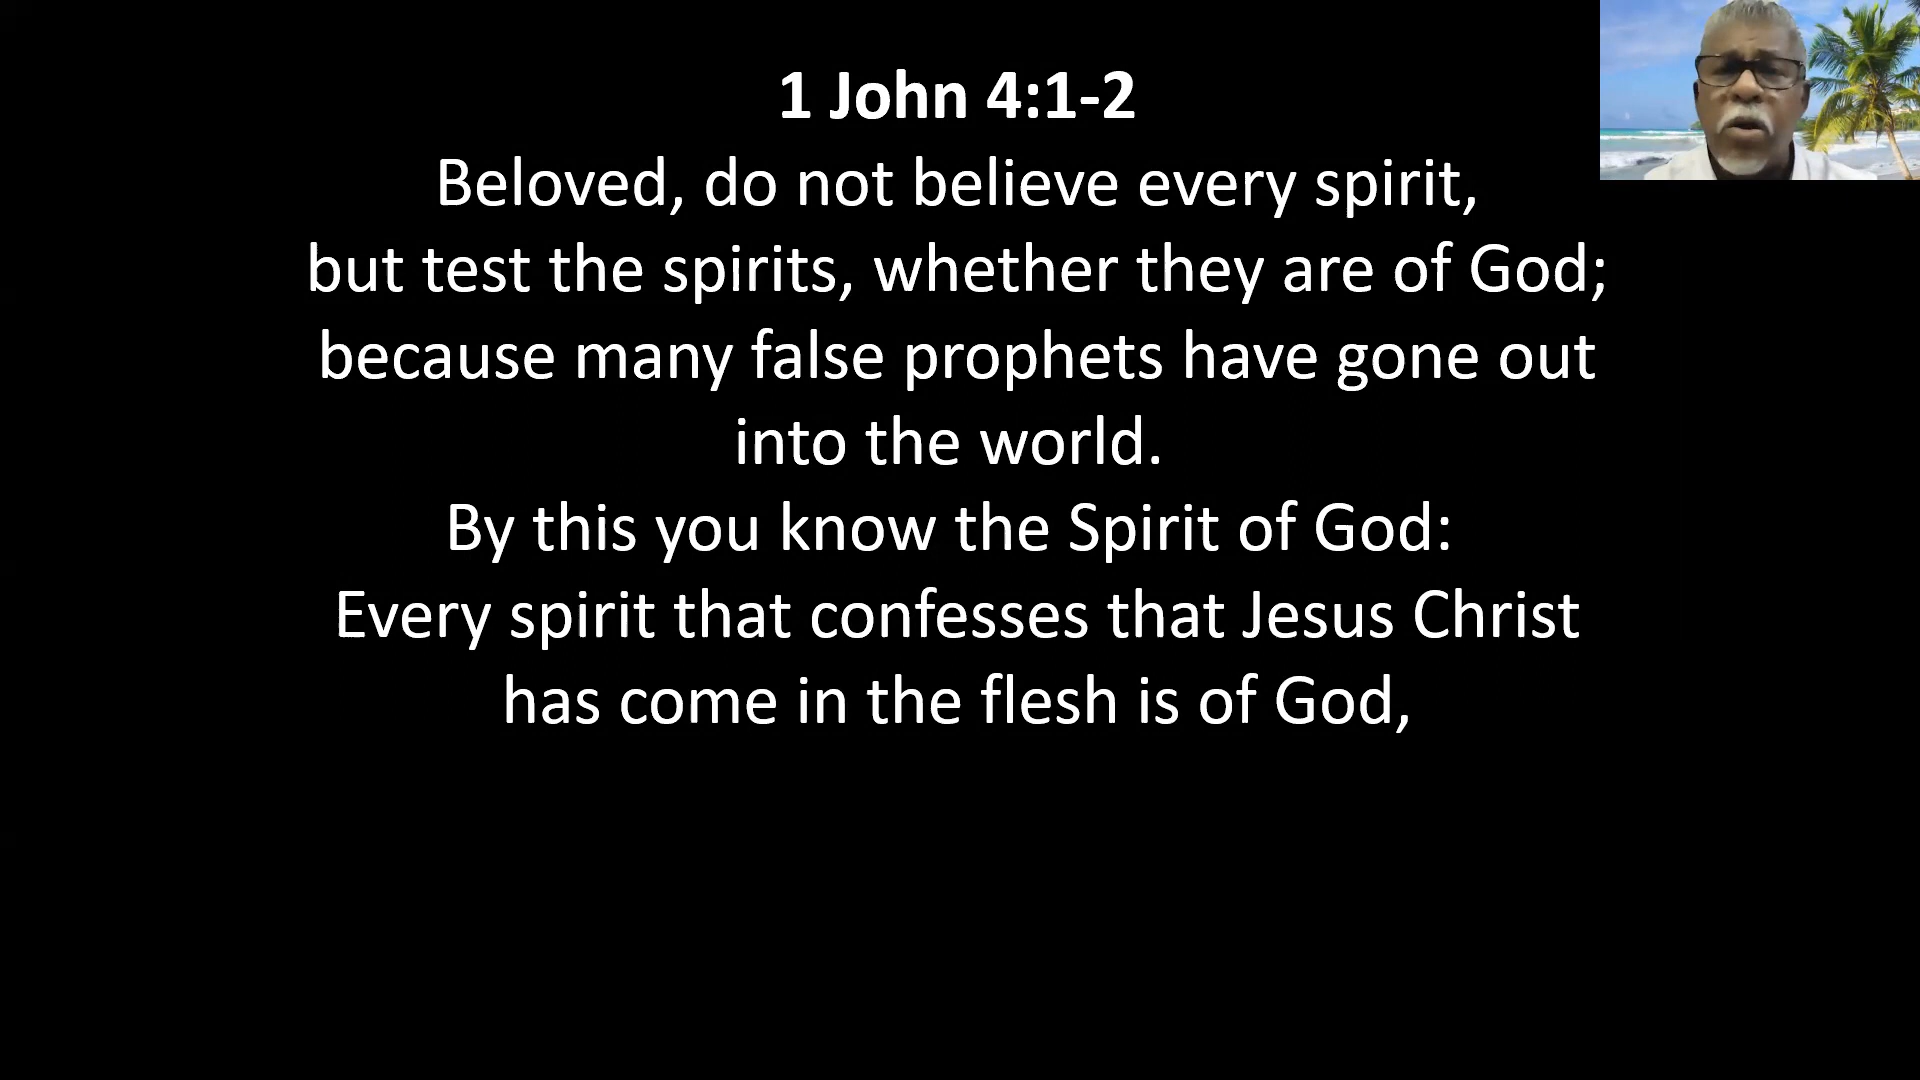 1 John 4:1-2
Beloved, do not believe every spirit,
but test the spirits, whether they are of God;
because many false prophets have gone out
into the world.
By this you know the Spirit of God:
Every spirit that confesses that Jesus Christ
has come in the flesh is of God,